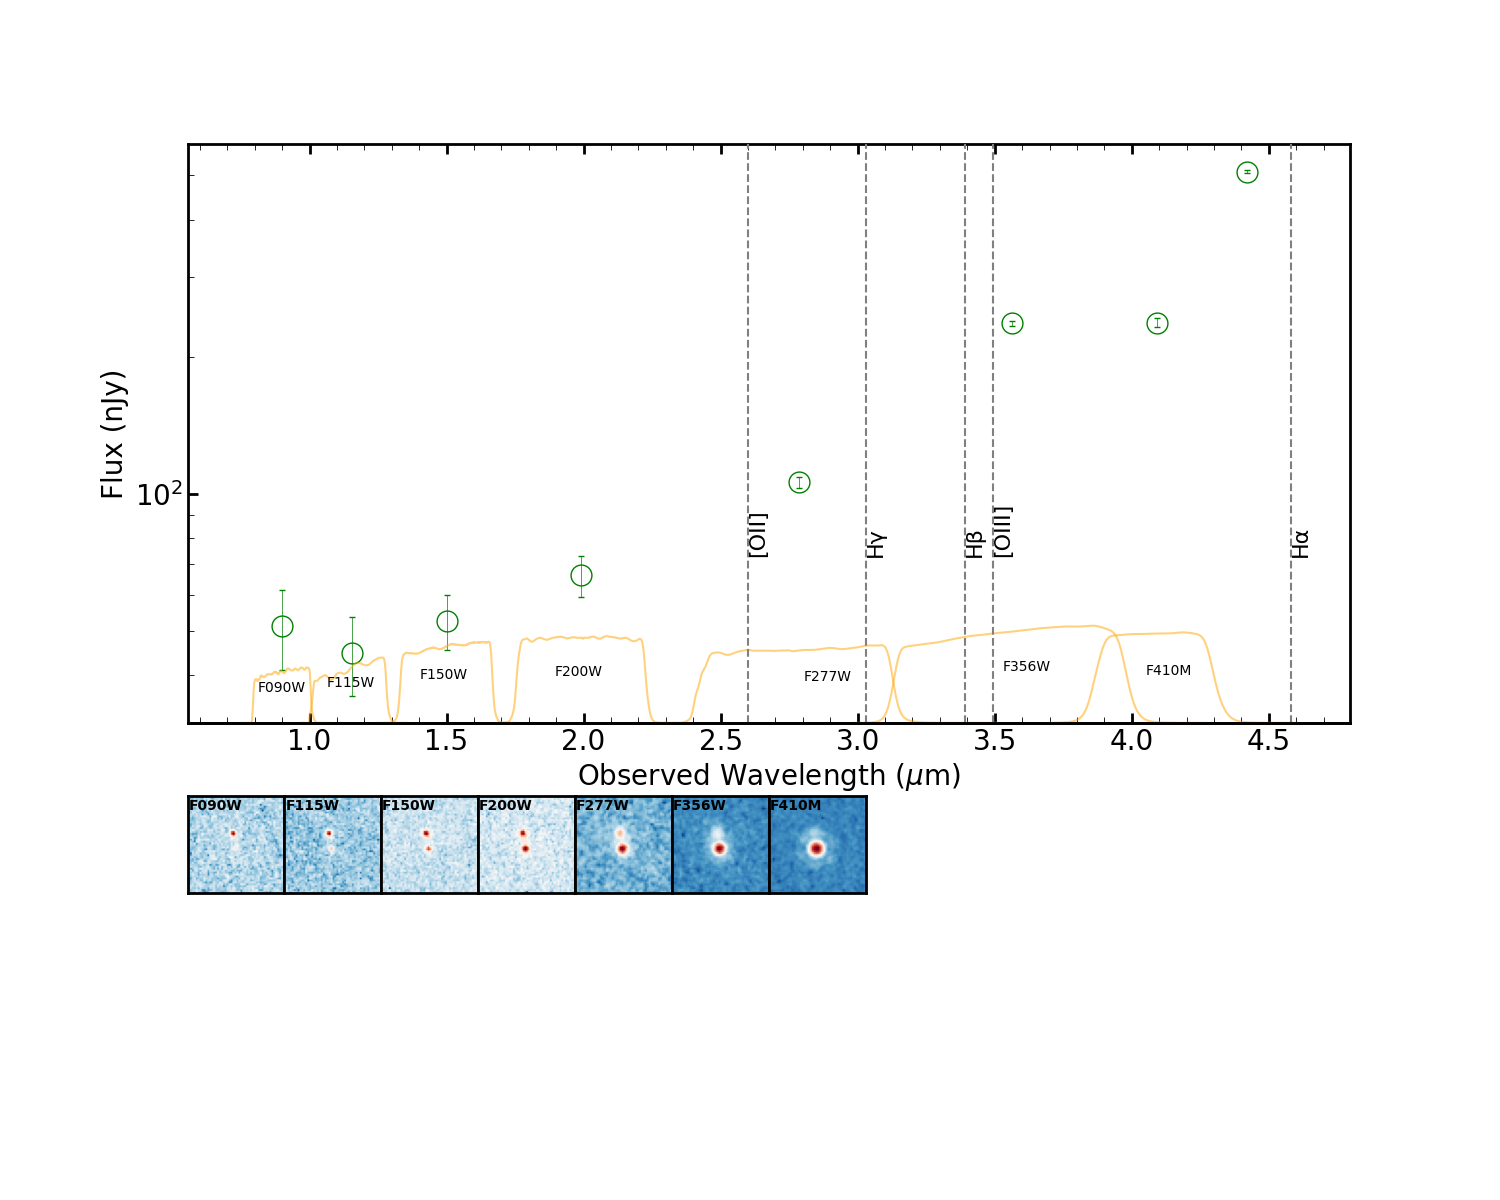 Flux (nJy)
10²
[OII]
Hγ
Hβ
[OIII]
Hα
F090W
F115W
F150W
F200W
F277W
F356W
F410M
1.0 1.5 2.0 2.5 3.0 3.5 4.0 4.5
Observed Wavelength (μm)
F090W F115W F150W F200W F277W F356W F410M